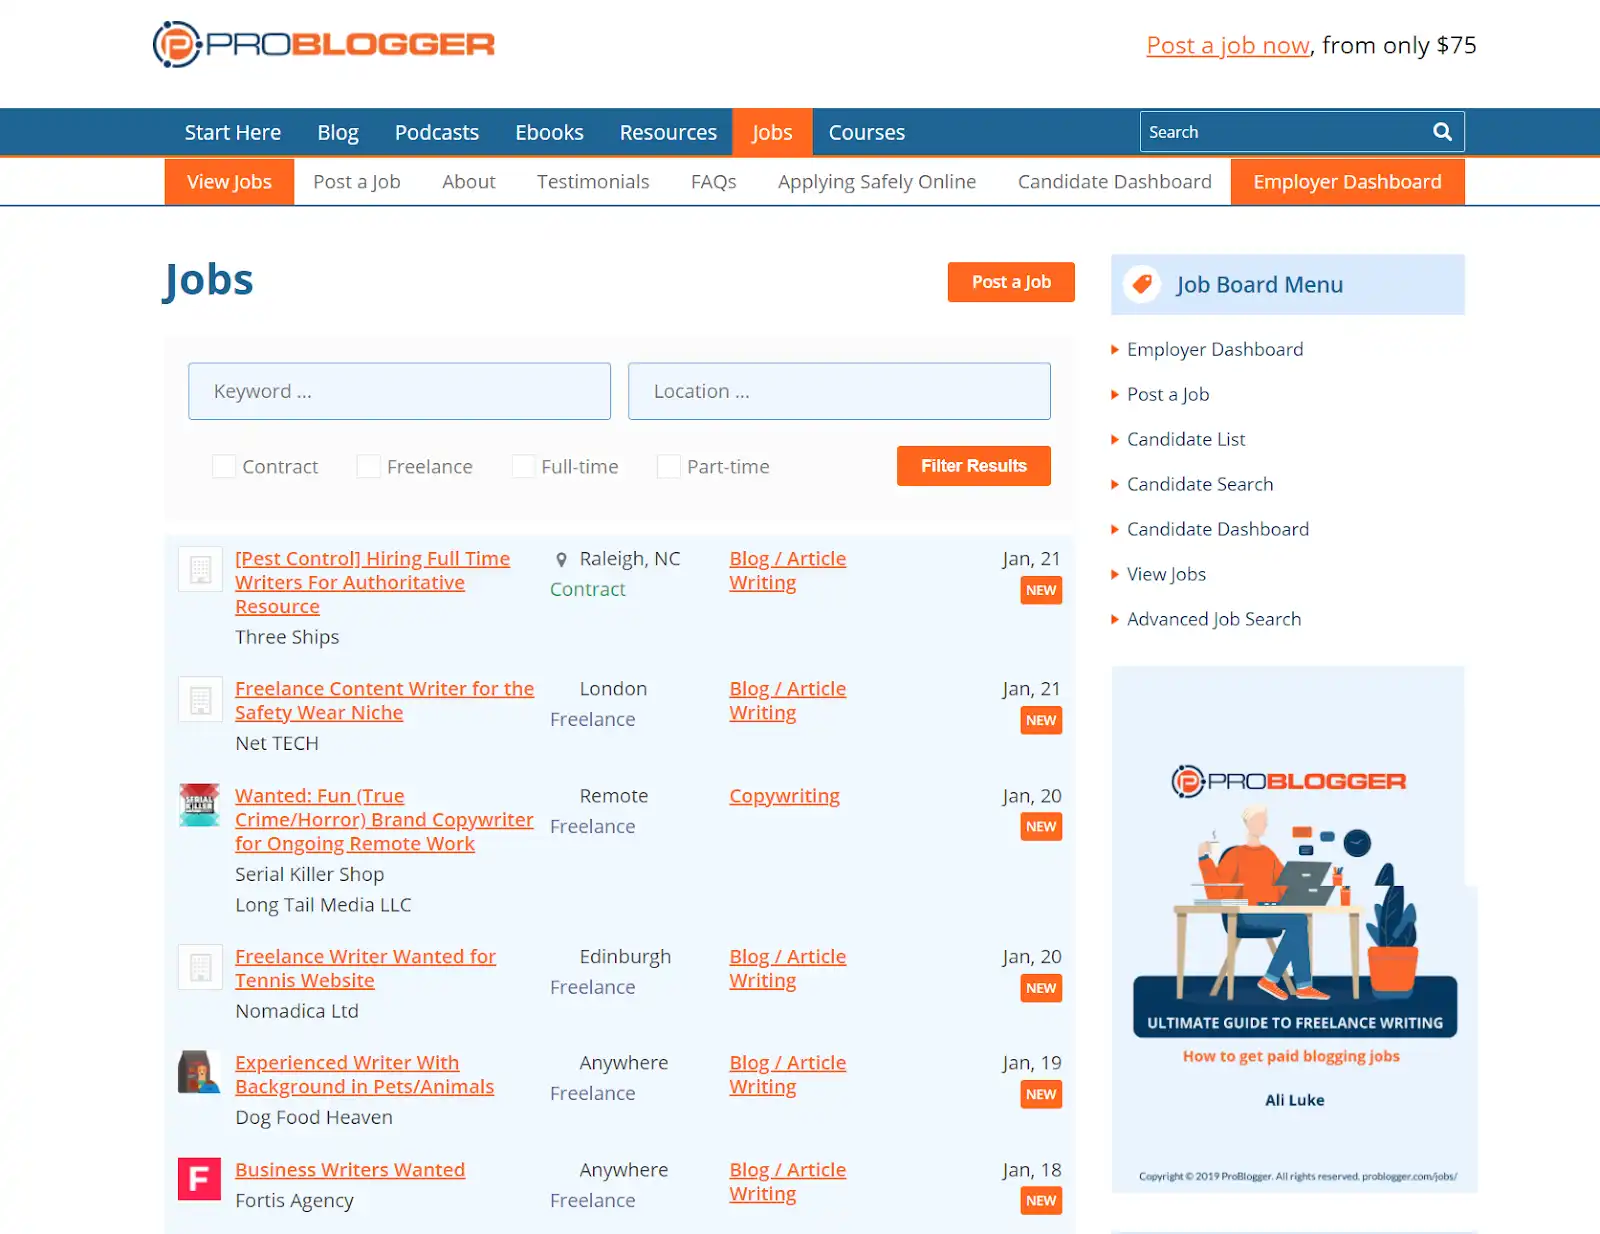 PROBLOGGER
Post a job now, from only $75
Start Here Blog Podcasts Ebooks Resources Jobs Courses Search
View Jobs Post a Job About Testimonials FAQs Applying Safely Online Candidate Dashboard Employer Dashboard
Jobs
Post a Job
Keyword ... Location ...
Contract Freelance Full-time Part-time Filter Results
[Pest Control] Hiring Full Time
Writers For Authoritative
Resource
Three Ships
Raleigh, NC
Contract
Blog / Article
Writing
Jan, 21
NEW
Freelance Content Writer for the
Safety Wear Niche
Net TECH
London
Freelance
Blog / Article
Writing
Jan, 21
NEW
SERIAL
KILLER
Wanted: Fun (True
Crime/Horror) Brand Copywriter
for Ongoing Remote Work
Serial Killer Shop
Long Tail Media LLC
Remote
Freelance
Copywriting
Jan, 20
NEW
Freelance Writer Wanted for
Tennis Website
Nomadica Ltd
Edinburgh
Freelance
Blog / Article
Writing
Jan, 20
NEW
Experienced Writer With
Background in Pets/Animals
Dog Food Heaven
Anywhere
Freelance
Blog / Article
Writing
Jan, 19
NEW
F
Business Writers Wanted
Fortis Agency
Anywhere
Freelance
Blog / Article
Writing
Jan, 18
NEW
Job Board Menu
Employer Dashboard
Post a Job
Candidate List
Candidate Search
Candidate Dashboard
View Jobs
Advanced Job Search
PROBLOGGER
ULTIMATE GUIDE TO FREELANCE WRITING
How to get paid blogging jobs
Ali Luke
Copyright © 2019 ProBlogger. All rights reserved. problogger.com/jobs/